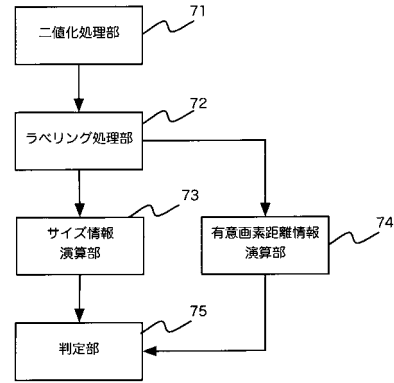 71
二値化処理部
72
ラベリング処理部
73
サイズ情報
演算部
74
有意画素距離情報
演算部
75
判定部